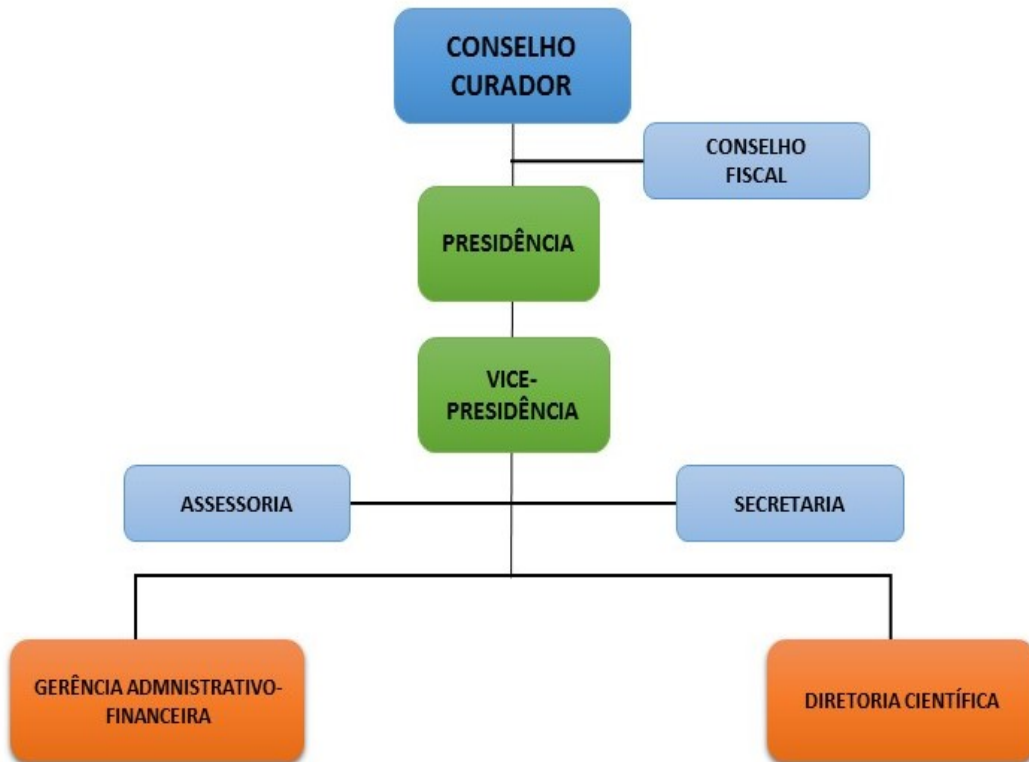 CONSELHO
CURADOR
CONSELHO
FISCAL
PRESIDÊNCIA
VICE-
PRESIDÊNCIA
ASSESSORIA
SECRETARIA
GERÊNCIA ADMNISTRATIVO-
FINANCEIRA
DIRETORIA CIENTÍFICA